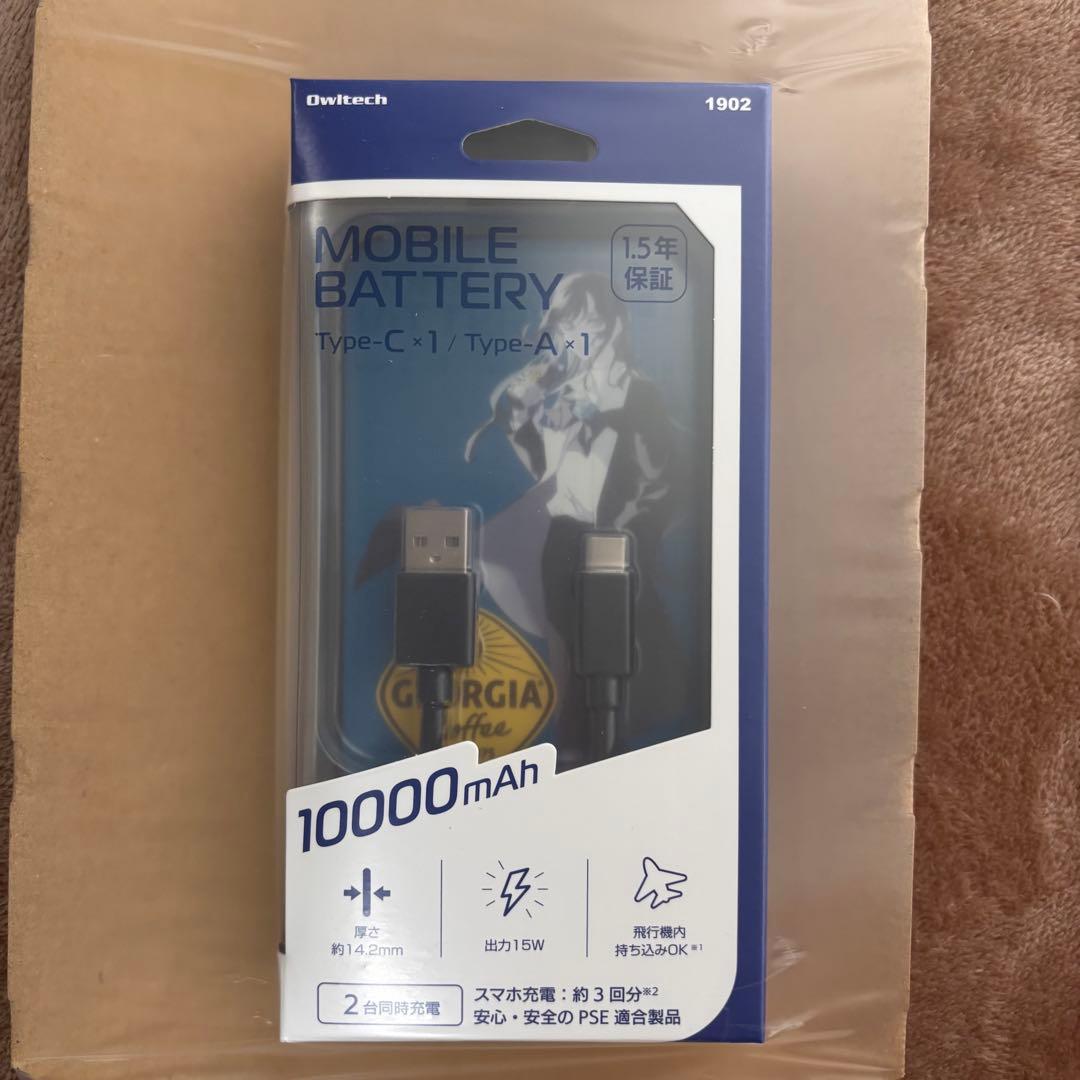 Owltech
1902
MOBILE
BATTERY
Type-C×1 / Type-A×1
1.5年
保証
GEORGIA
Coffee
10000mAh
厚さ
約14.2mm
出力15W
飛行機内
持ち込みOK※1
2台同時充電
スマホ充電：約3回分※2
安心・安全のPSE適合製品